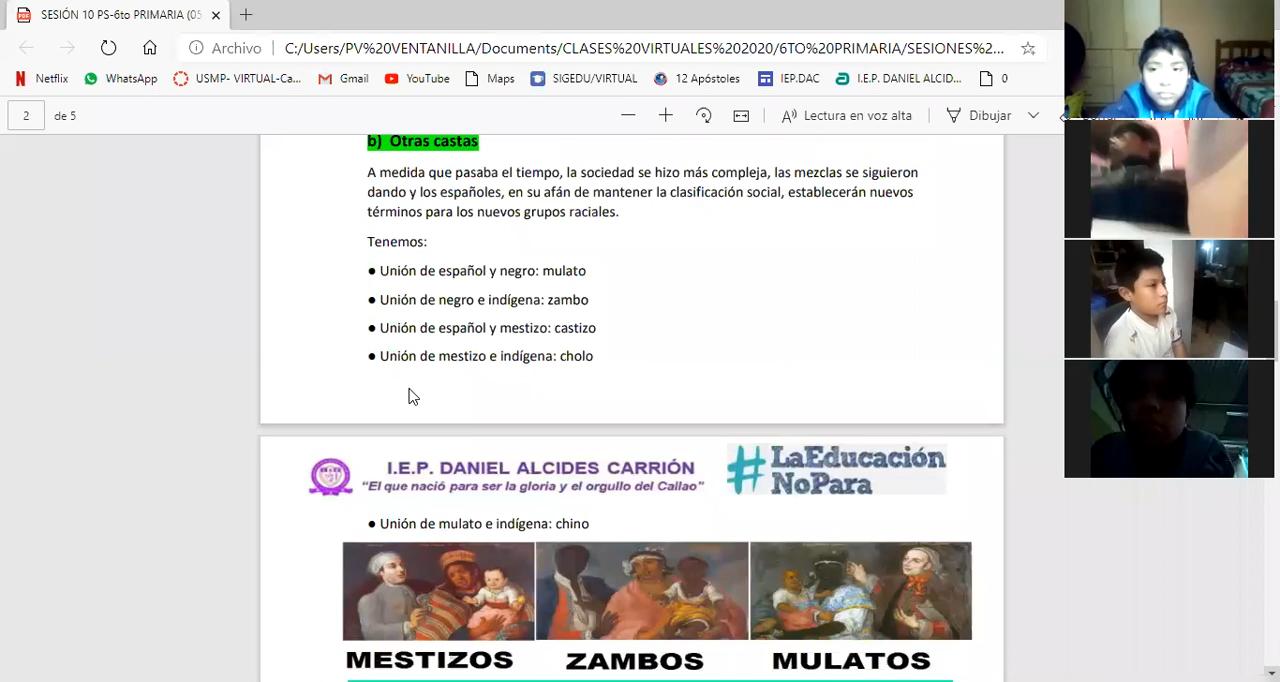 SESIÓN 10 PS-6to PRIMARIA (05
Archivo
C:/Users/PV%20VENTANILLA/Documents/CLASES%20VIRTUALES%202020/6TO%20PRIMARIA/SESIONES%2...
Netflix
WhatsApp
USMP- VIRTUAL-Ca...
Gmail
YouTube
Maps
SIGEDU/VIRTUAL
12 Apóstoles
IEP.DAC
I.E.P. DANIEL ALCID...
0
2 de 5
Lectura en voz alta
Dibujar
b) Otras castas
A medida que pasaba el tiempo, la sociedad se hizo más compleja, las mezclas se siguieron
dando y los españoles, en su afán de mantener la clasificación social, establecerán nuevos
términos para los nuevos grupos raciales.
Tenemos:
● Unión de español y negro: mulato
● Unión de negro e indígena: zambo
● Unión de español y mestizo: castizo
● Unión de mestizo e indígena: cholo
I.E.P. DANIEL ALCIDES CARRIÓN
"El que nació para ser la gloria y el orgullo del Callao"
#LaEducación
NoPara
● Unión de mulato e indígena: chino
MESTIZOS
ZAMBOS
MULATOS